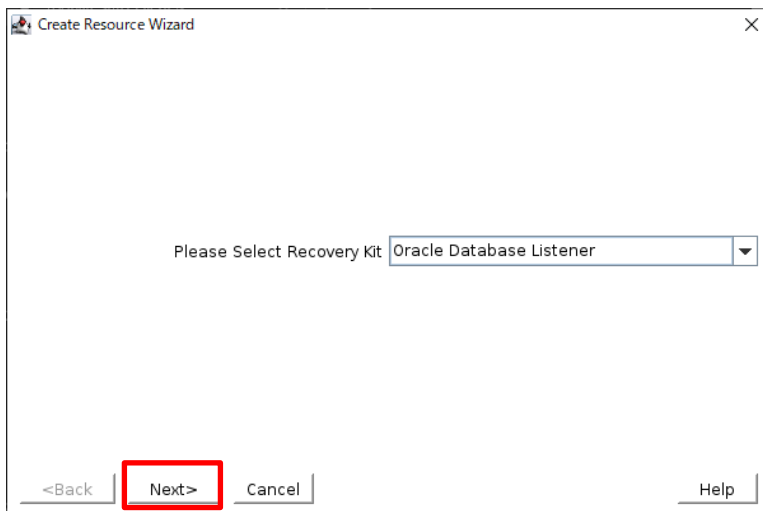 Create Resource Wizard
Please Select Recovery Kit Oracle Database Listener
<Back Next> Cancel Help